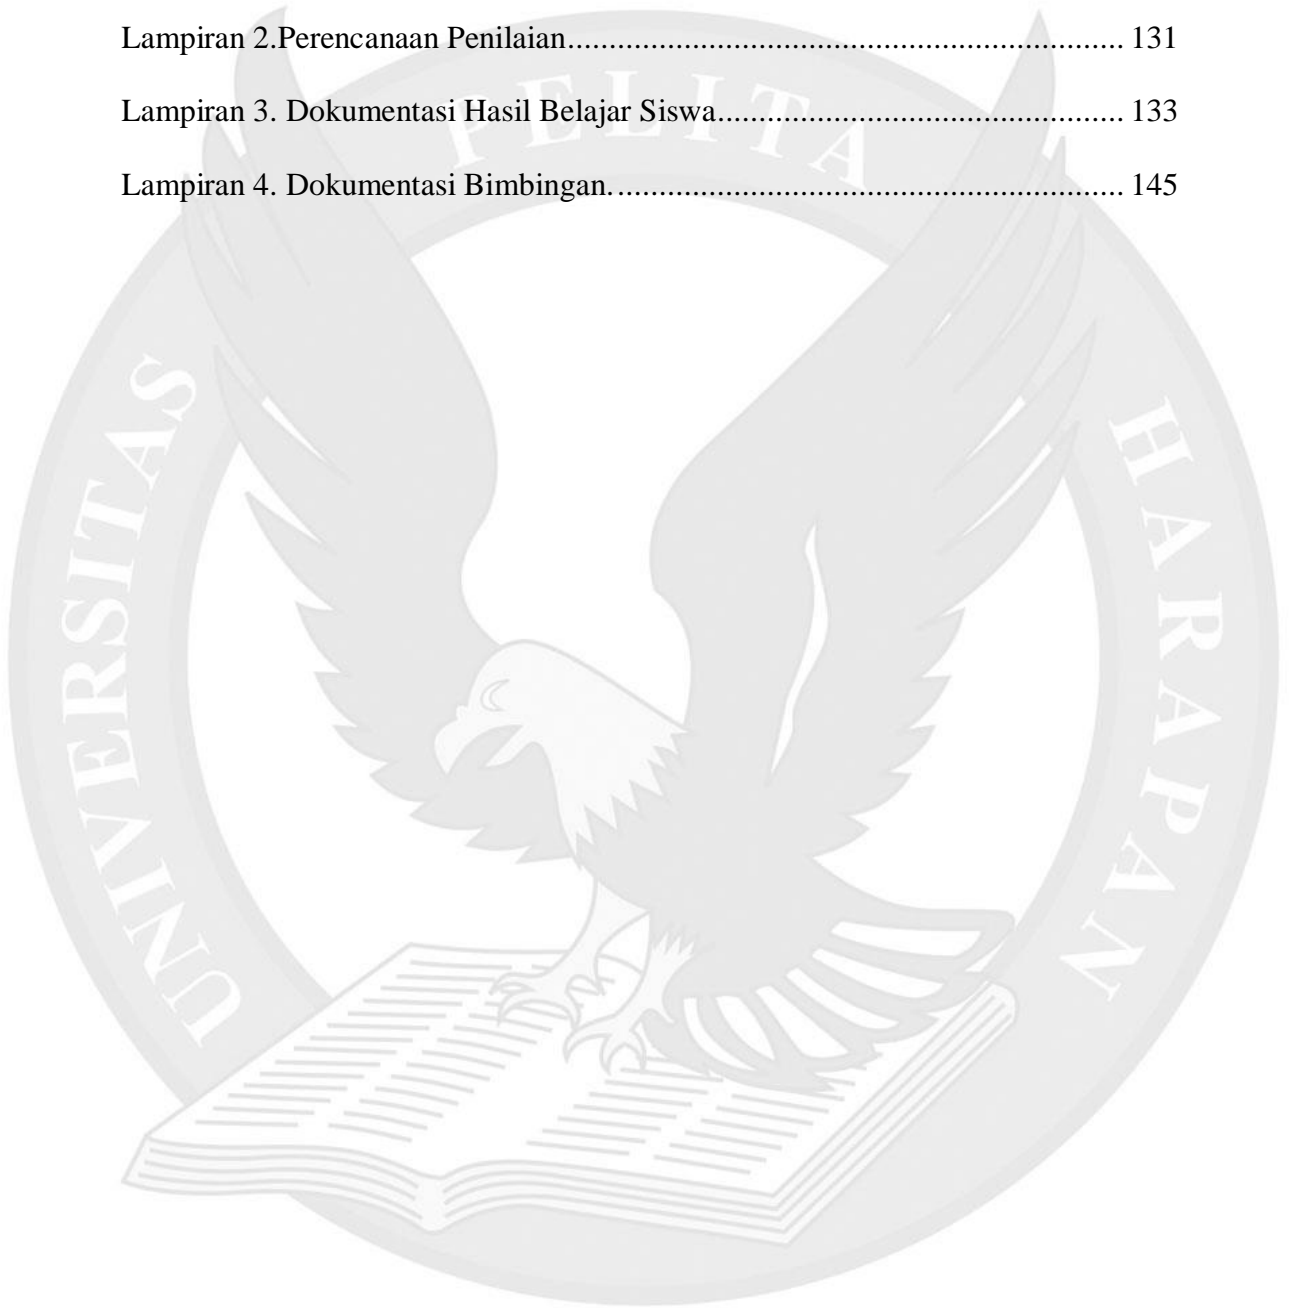 Lampiran 2.Perencanaan Penilaian..................................................................... 131
Lampiran 3. Dokumentasi Hasil Belajar Siswa.................................................. 133
Lampiran 4. Dokumentasi Bimbingan. ............................................................... 145
UNIVERSITAS PELITA HARAPAN